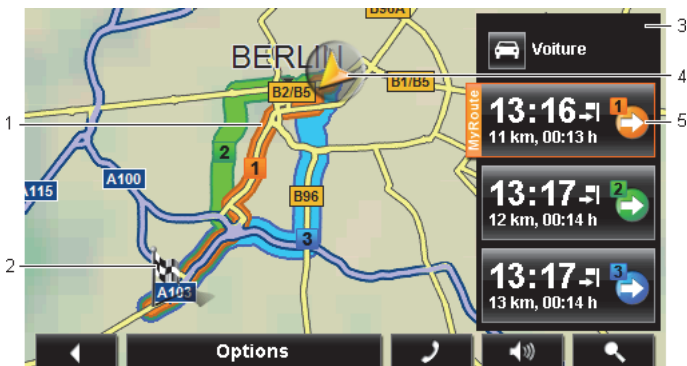 B96A
3
BERLIN
Voiture
4
B2/B5
B1/B5
13:16
1
5
MyRoute
11 km, 00:13 h
1
2
1
A100
A115
13:17
2
12 km, 00:14 h
B96
3
2
13:17
3
13 km, 00:14 h
A103
Options